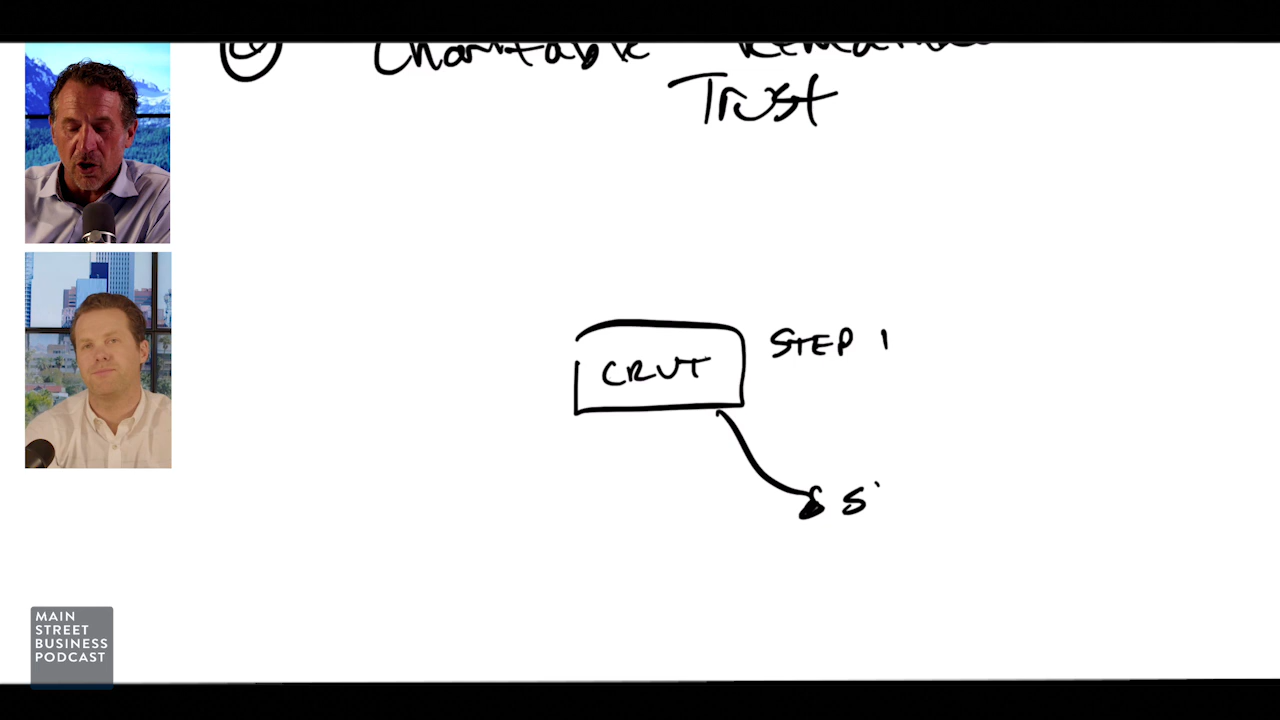 Charitable
Trust
STEP 1
CRUT
MAIN
STREET
BUSINESS
PODCAST